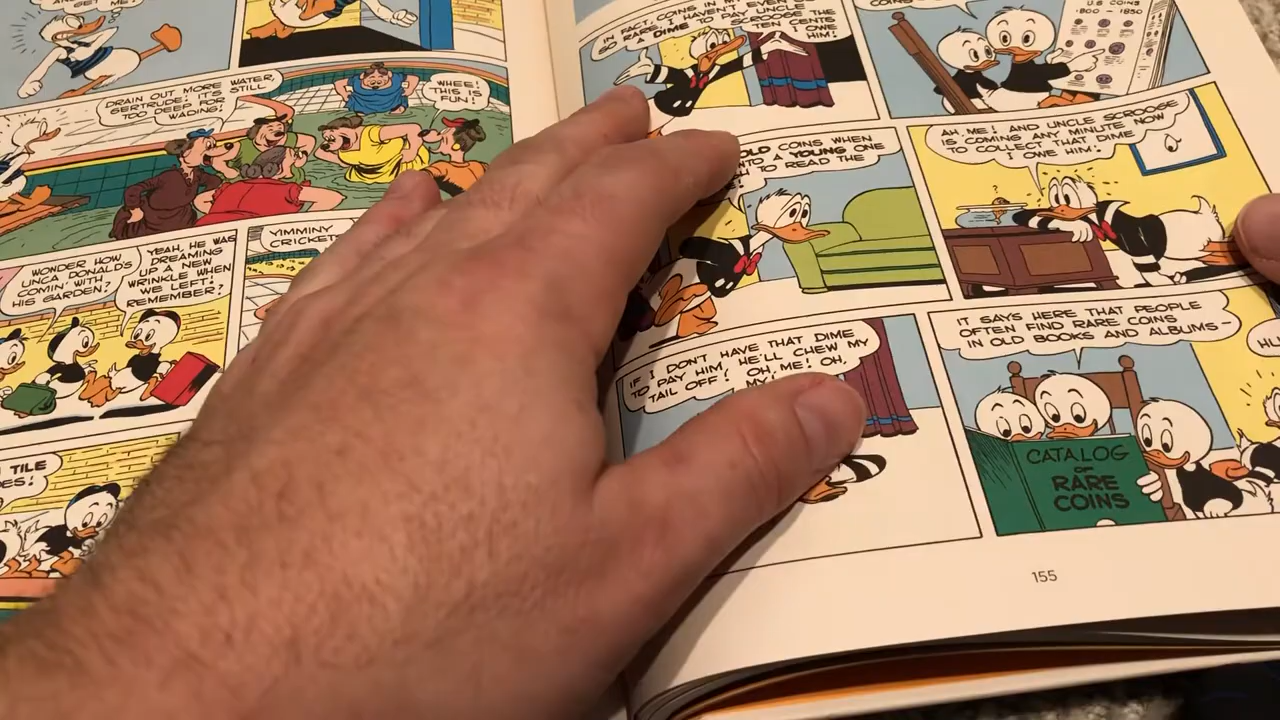 GET ME!
DRAIN OUT MORE WATER,
GERTRUDE! IT'S STILL
TOO DEEP FOR
WADING!
WHEE!
THIS IS
FUN!
WONDER HOW
UNCA DONALD'S
COMIN' WITH
HIS GARDEN?
YEAH, HE WAS
DREAMING
UP A NEW
WRINKLE WHEN
WE LEFT!
REMEMBER?
YIMMINY
CRICKET
TILE
IN FACT, COINS IN MY
SO RARE, I HAVEN'T EVEN
A DIME TO PAY UNCLE
SCROOGE THE
TEN CENTS
I OWE
HIM!
U.S. COINS
1800 - 1850
OLD COINS WHEN
A YOUNG ONE
TO READ THE
AH, ME! AND UNCLE SCROOGE
IS COMING ANY MINUTE NOW
TO COLLECT THAT DIME
I OWE HIM!
?
IF I DON'T HAVE THAT DIME
TO PAY HIM, HE'LL CHEW MY
TAIL OFF! OH, ME! OH,
MY!
IT SAYS HERE THAT PEOPLE
OFTEN FIND RARE COINS
IN OLD BOOKS AND ALBUMS-
CATALOG
OF
RARE
COINS
155